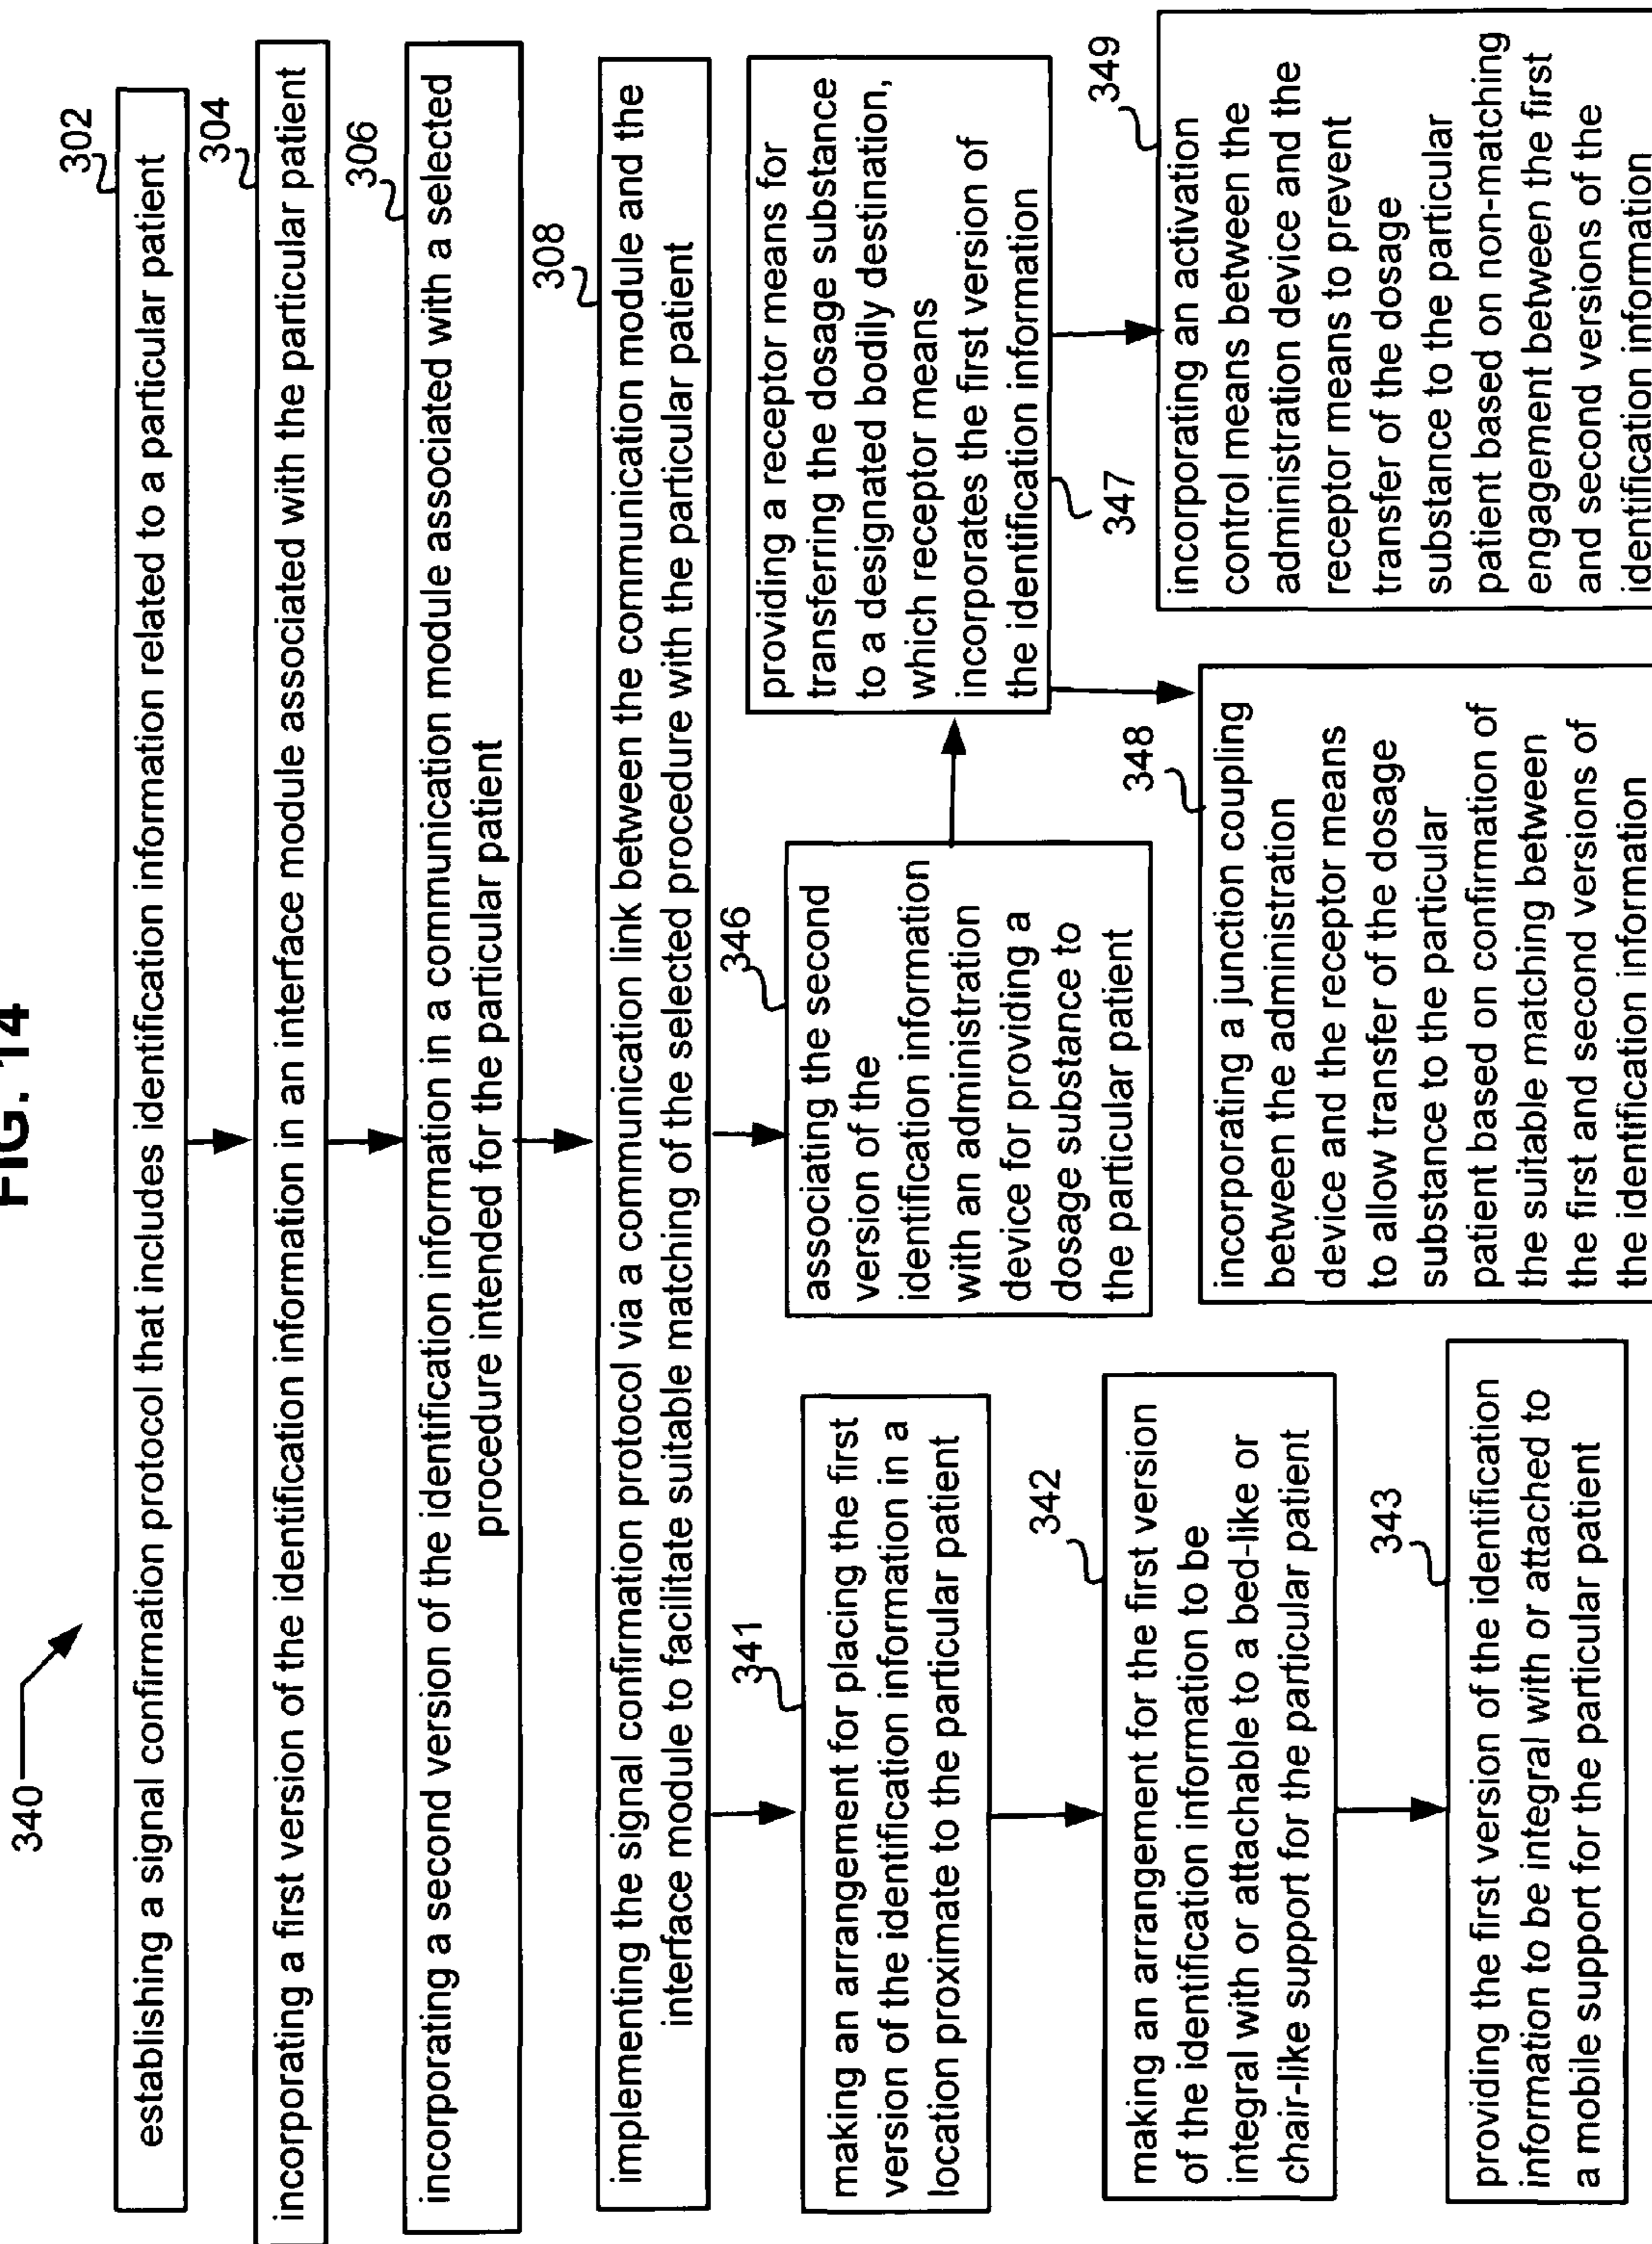 FIG. 14
340
302
establishing a signal confirmation protocol that includes identification information related to a particular patient
304
incorporating a first version of the identification information in an interface module associated with the particular patient
306
incorporating a second version of the identification information in a communication module associated with a selected
procedure intended for the particular patient
308
implementing the signal confirmation protocol via a communication link between the communication module and the
interface module to facilitate suitable matching of the selected procedure with the particular patient
341
making an arrangement for placing the first
version of the identification information in a
location proximate to the particular patient
342
making an arrangement for the first version
of the identification information to be
integral with or attachable to a bed-like or
chair-like support for the particular patient
343
providing the first version of the identification
information to be integral with or attached to
a mobile support for the particular patient
346
associating the second
version of the
identification information
with an administration
device for providing a
dosage substance to
the particular patient
providing a receptor means for
transferring the dosage substance
to a designated bodily destination,
which receptor means
incorporates the first version of
the identification information
347
348
incorporating a junction coupling
between the administration
device and the receptor means
to allow transfer of the dosage
substance to the particular
patient based on confirmation of
the suitable matching between
the first and second versions of
the identification information
349
incorporating an activation
control means between the
administration device and the
receptor means to prevent
transfer of the dosage
substance to the particular
patient based on non-matching
engagement between the first
and second versions of the
identification information